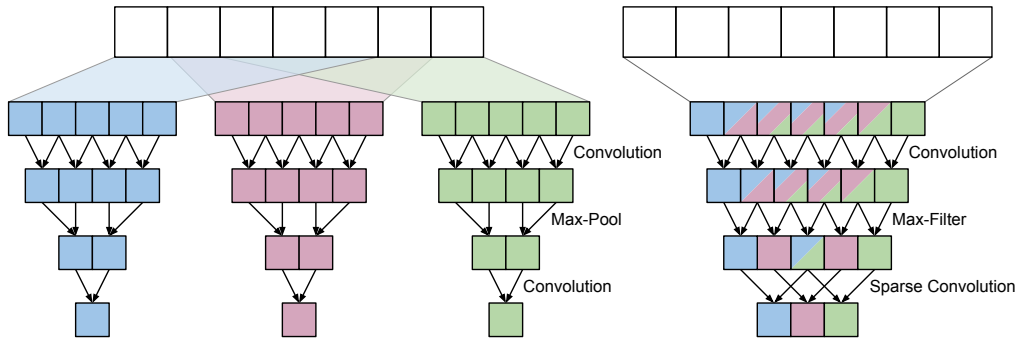 Convolution
Convolution
Max-Pool
Max-Filter
Convolution
Sparse Convolution